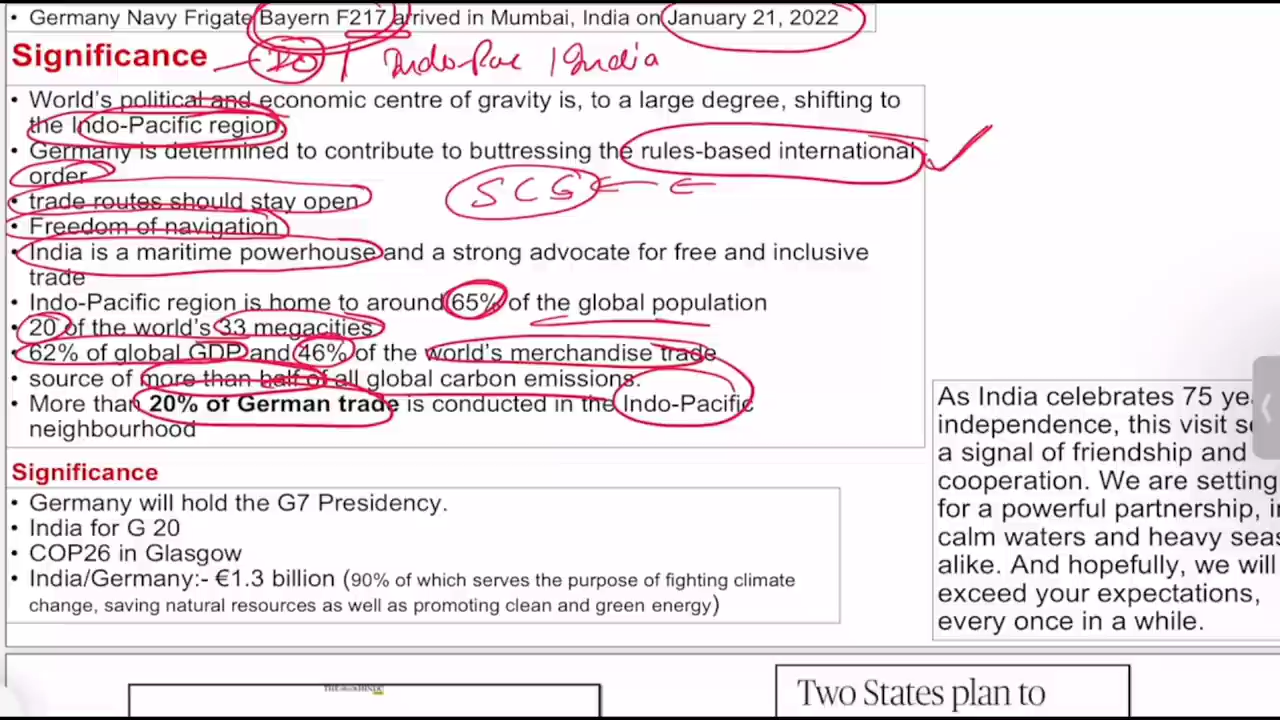 • Germany Navy Frigate Bayern F217 arrived in Mumbai, India on January 21, 2022
Significance
Indo-Pac | India
• World's political and economic centre of gravity is, to a large degree, shifting to
the Indo-Pacific region.
• Germany is determined to contribute to buttressing the rules-based international
order
SCS
• trade routes should stay open
• Freedom of navigation
• India is a maritime powerhouse and a strong advocate for free and inclusive
trade
• Indo-Pacific region is home to around 65% of the global population
• 20 of the world's 33 megacities
• 62% of global GDP and 46% of the world's merchandise trade
• source of more than half of all global carbon emissions.
• More than 20% of German trade is conducted in the Indo-Pacific
neighbourhood
Significance
• Germany will hold the G7 Presidency.
• India for G 20
• COP26 in Glasgow
• India/Germany:- €1.3 billion (90% of which serves the purpose of fighting climate
change, saving natural resources as well as promoting clean and green energy)
As India celebrates 75 ye
independence, this visit s
a signal of friendship and
cooperation. We are setting
for a powerful partnership, i
calm waters and heavy seas
alike. And hopefully, we will
exceed your expectations,
every once in a while.
THE HINDU
Two States plan to